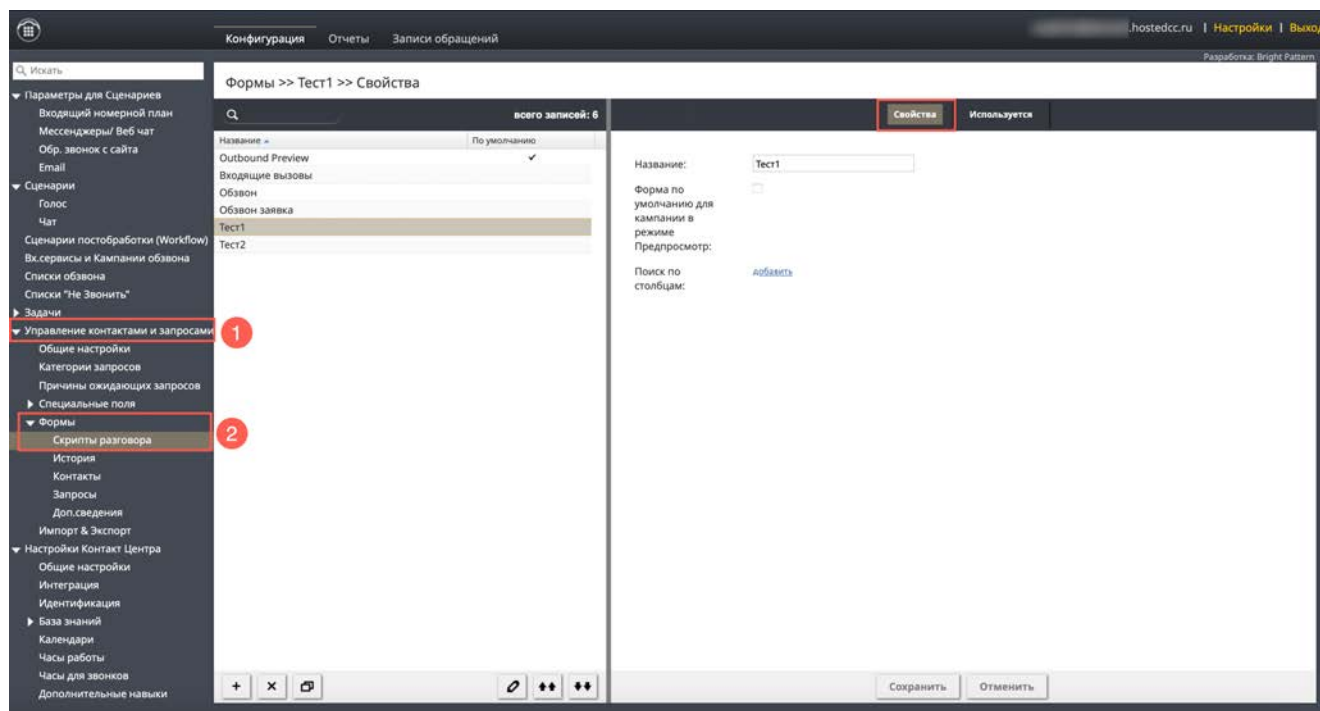 Конфигурация Отчеты Записи обращений
.hostedcc.ru | Настройки | Выхо
Разработка: Bright Pattern
Искать
Параметры для Сценариев
Входящий номерной план
Мессенджеры/ Веб чат
Обр. звонок с сайта
Email
Сценарии
Голос
Чат
Сценарии постобработки (Workflow)
Вх.сервисы и Кампании обзвона
Списки обзвона
Списки "Не Звонить"
Задачи
Управление контактами и запросами
1
Общие настройки
Категории запросов
Причины ожидающих запросов
Специальные поля
Формы
2
Скрипты разговора
История
Контакты
Запросы
Доп.сведения
Импорт & Экспорт
Настройки Контакт Центра
Общие настройки
Интеграция
Идентификация
База знаний
Календари
Часы работы
Часы для звонков
Дополнительные навыки
Формы >> Тест1 >> Свойства
всего записей: 6
Название По умолчанию
Outbound Preview ✔
Входящие вызовы
Обзвон
Обзвон заявка
Тест1
Тест2
Свойства Используется
Название: Тест1
Форма по
умолчанию для
кампании в
режиме
Предпросмотр:
Поиск по
столбцам:
добавить
Сохранить Отменить